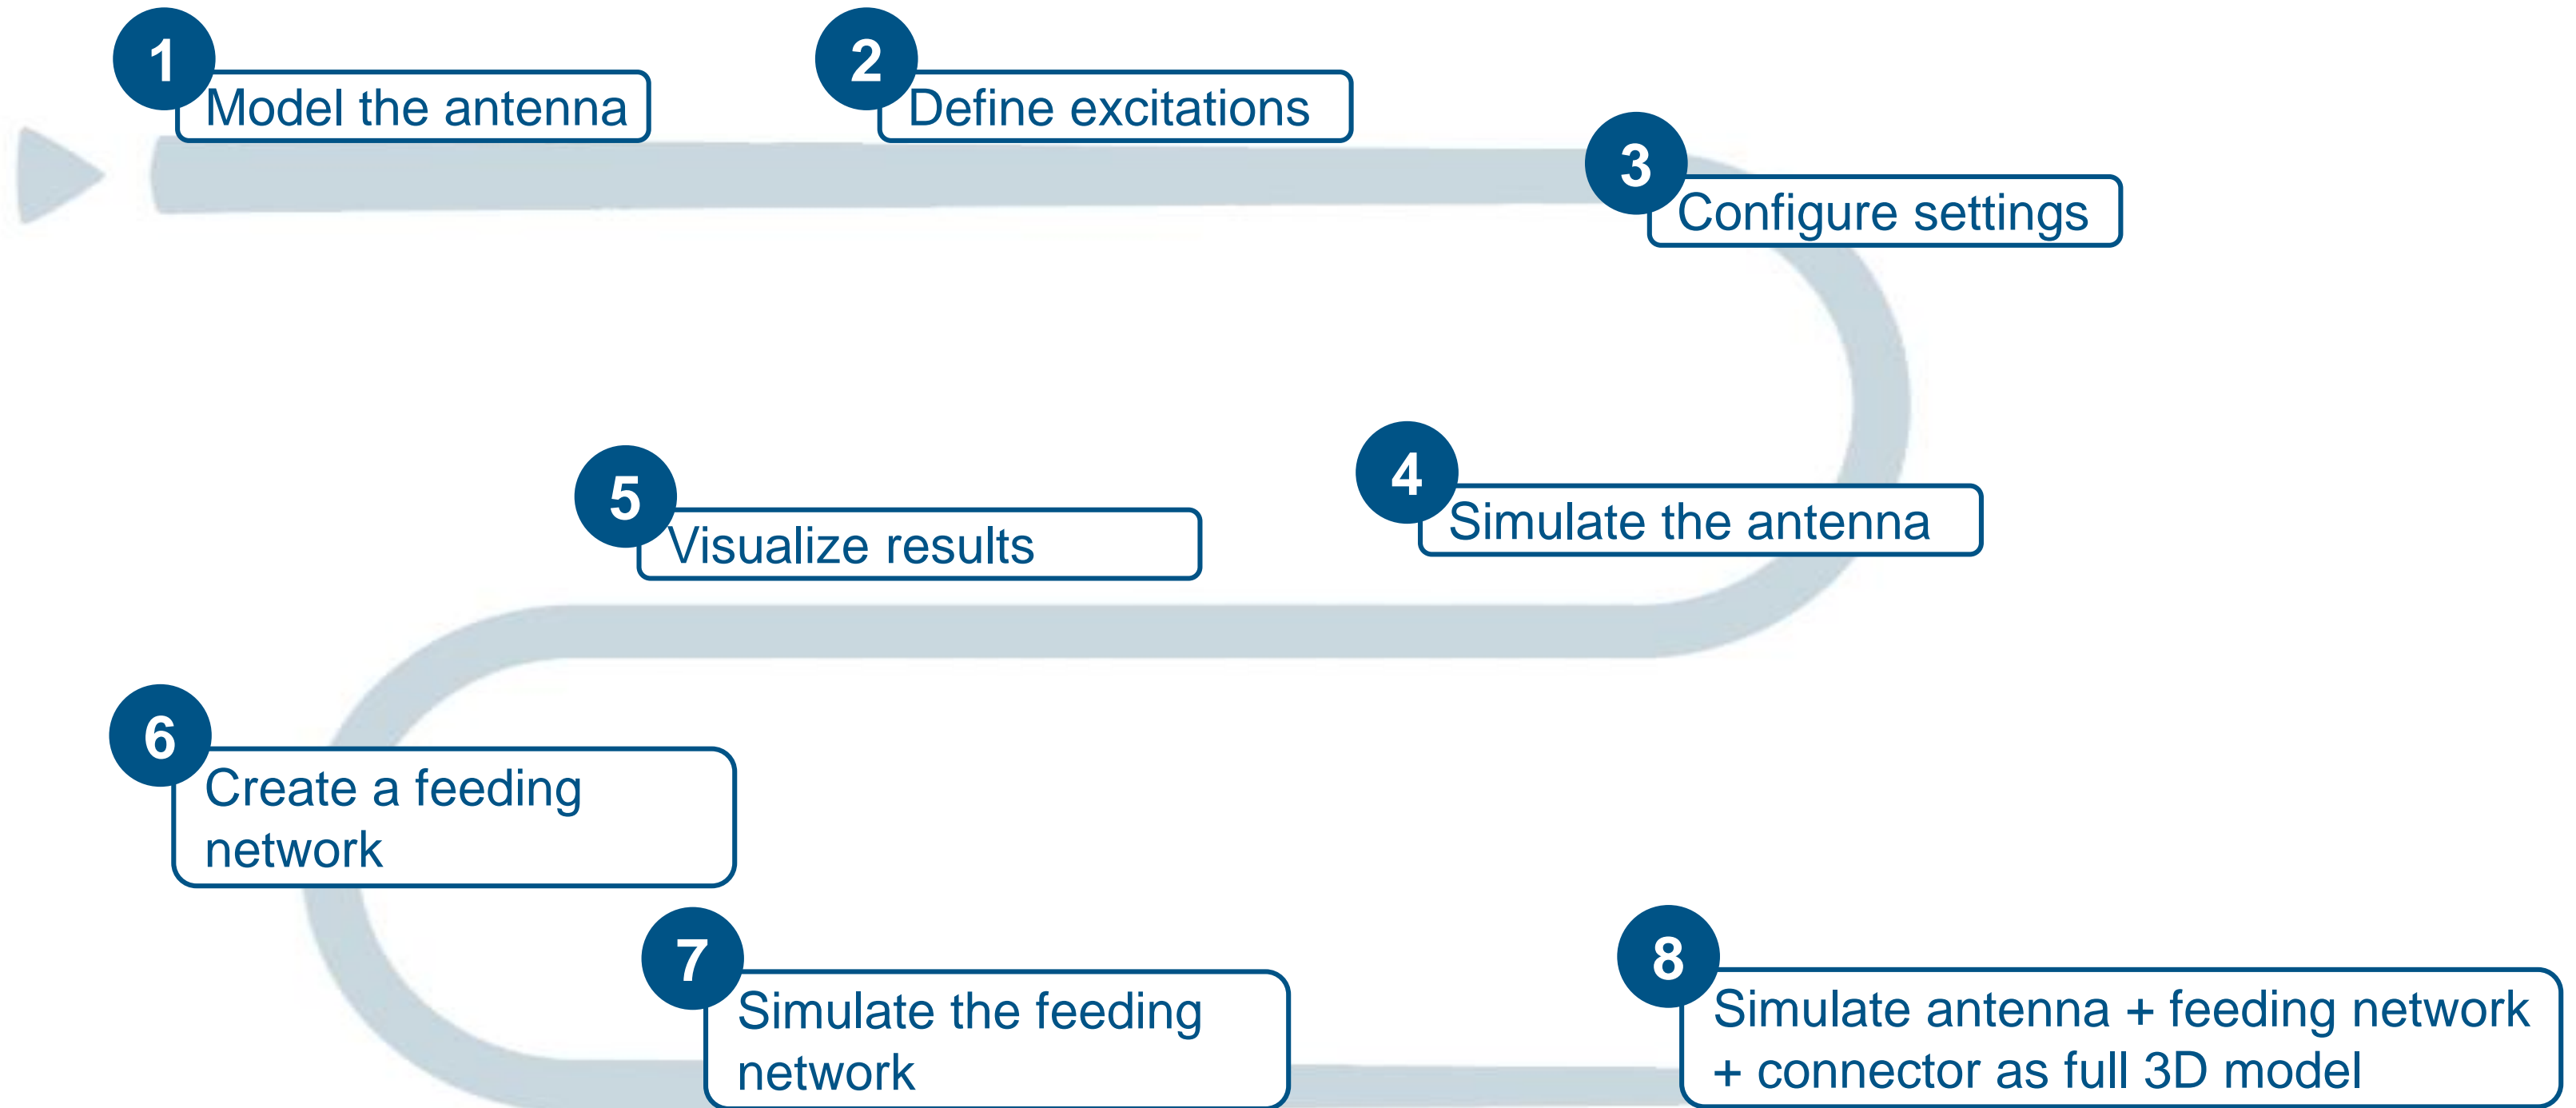 1
Model the antenna
2
Define excitations
3
Configure settings
4
Simulate the antenna
5
Visualize results
6
Create a feeding
network
7
Simulate the feeding
network
8
Simulate antenna + feeding network
+ connector as full 3D model